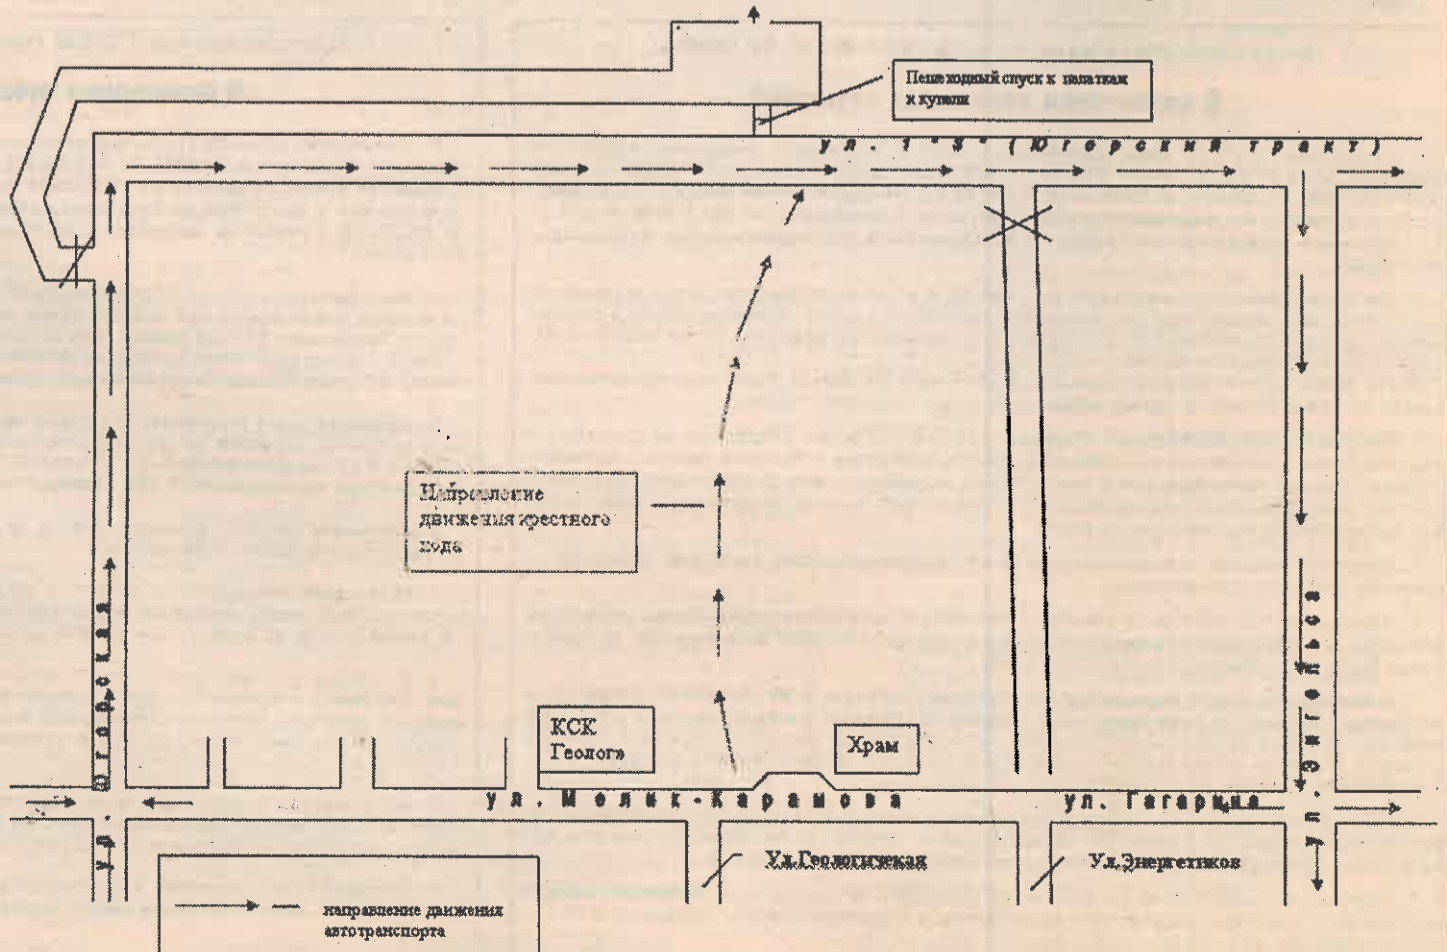 Пешеходный спуск к палаткам
и купели
ул. 1 "З" (Югорский тракт)
Направление
движения крестного
хода
ул. Югорская
КСК
Геолог»
Храм
ул. Мелик-Карамова
ул. Гагарина
ул. Энгельса
Ул.Геологичекая
Ул.Энергетиков
направление движения
автотранспорта